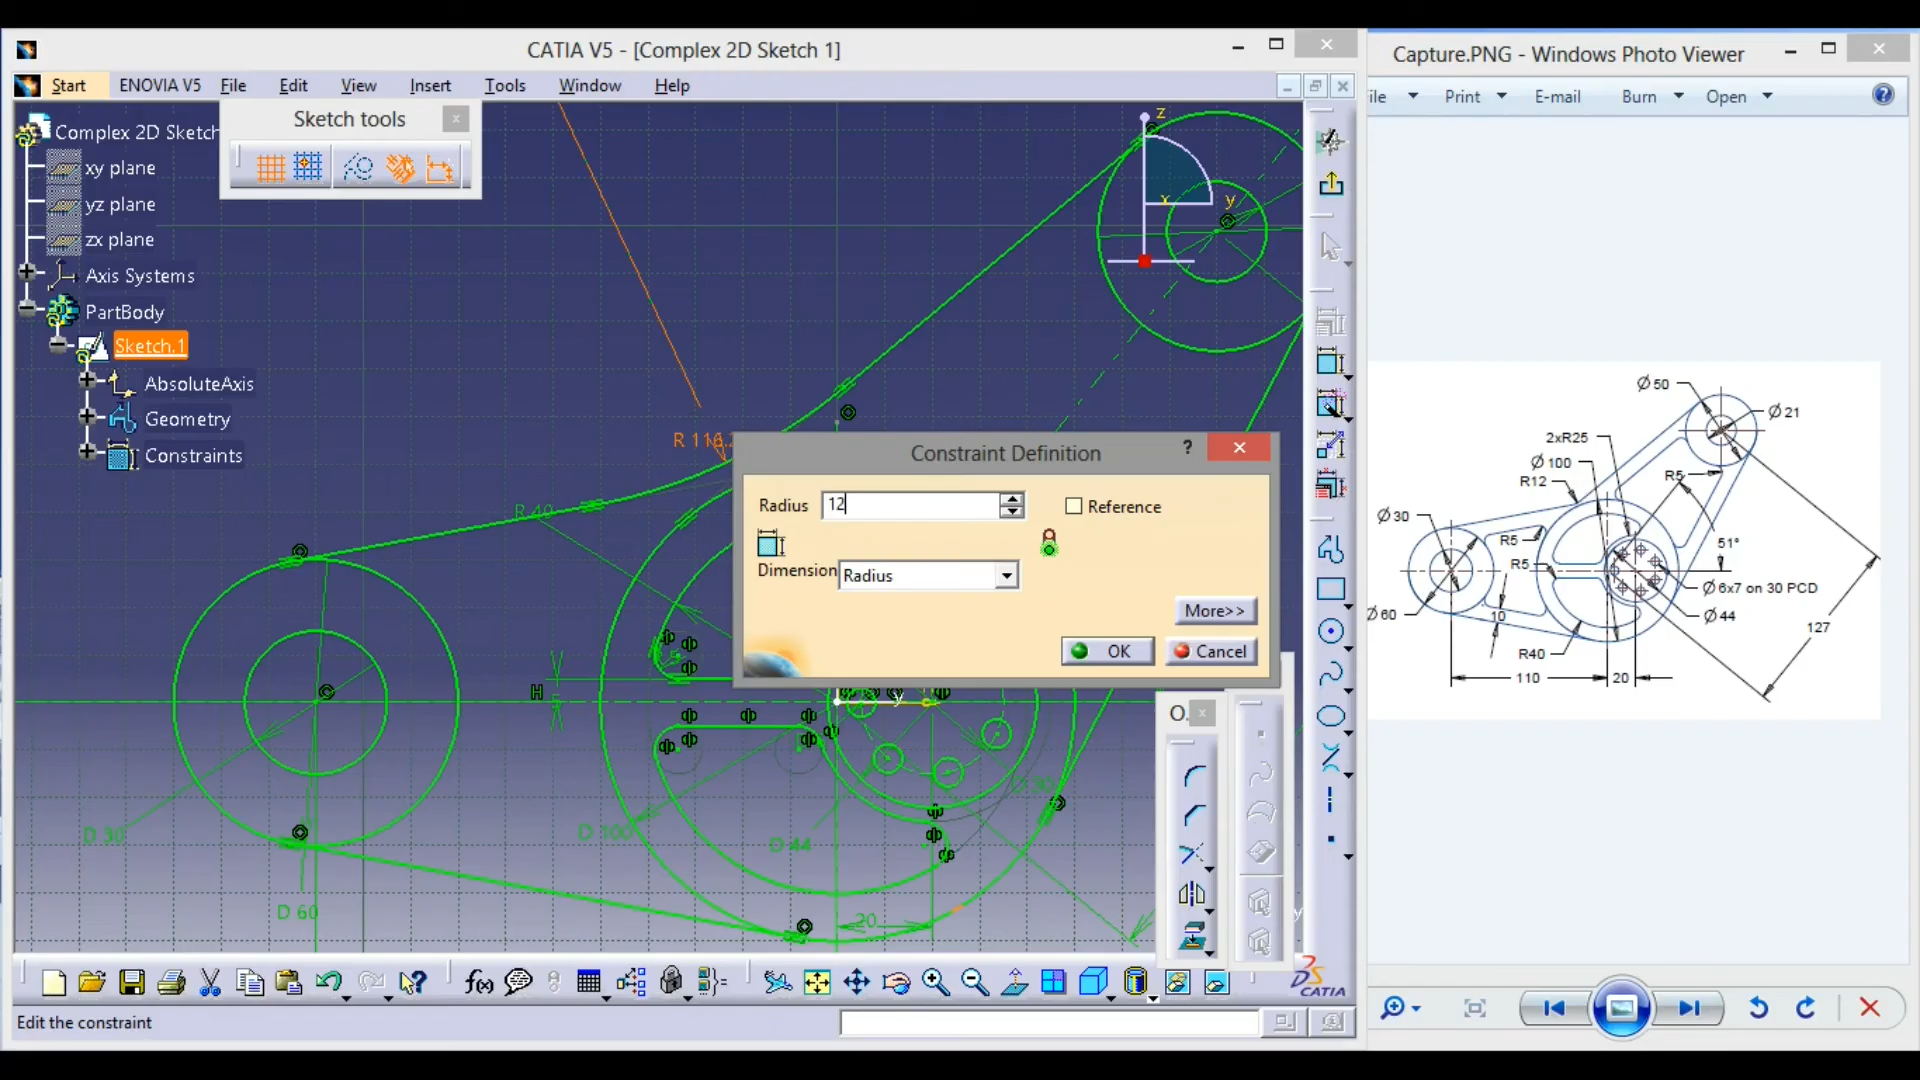 CATIA V5 - [Complex 2D Sketch 1]
Start ENOVIA V5 File Edit View Insert Tools Window Help
Sketch tools
Complex 2D Sketch
xy plane
yz plane
zx plane
Axis Systems
PartBody
Sketch.1
AbsoluteAxis
Geometry
Constraints
z
x
y
R 40
H
5
D 30
D 60
D 100
D 44
20
Constraint Definition ?
Radius 12
Reference
Dimension Radius
More>>
OK
Cancel
y
O.
f(x)
DS
CATIA
Edit the constraint
Capture.PNG - Windows Photo Viewer
ile Print E-mail Burn Open
Ø 50
Ø 21
2xR25
Ø 100
R12
R5
Ø 30
R5
R5
51°
Ø 6x7 on 30 PCD
Ø 60
10
Ø 44
127
R40
110
20